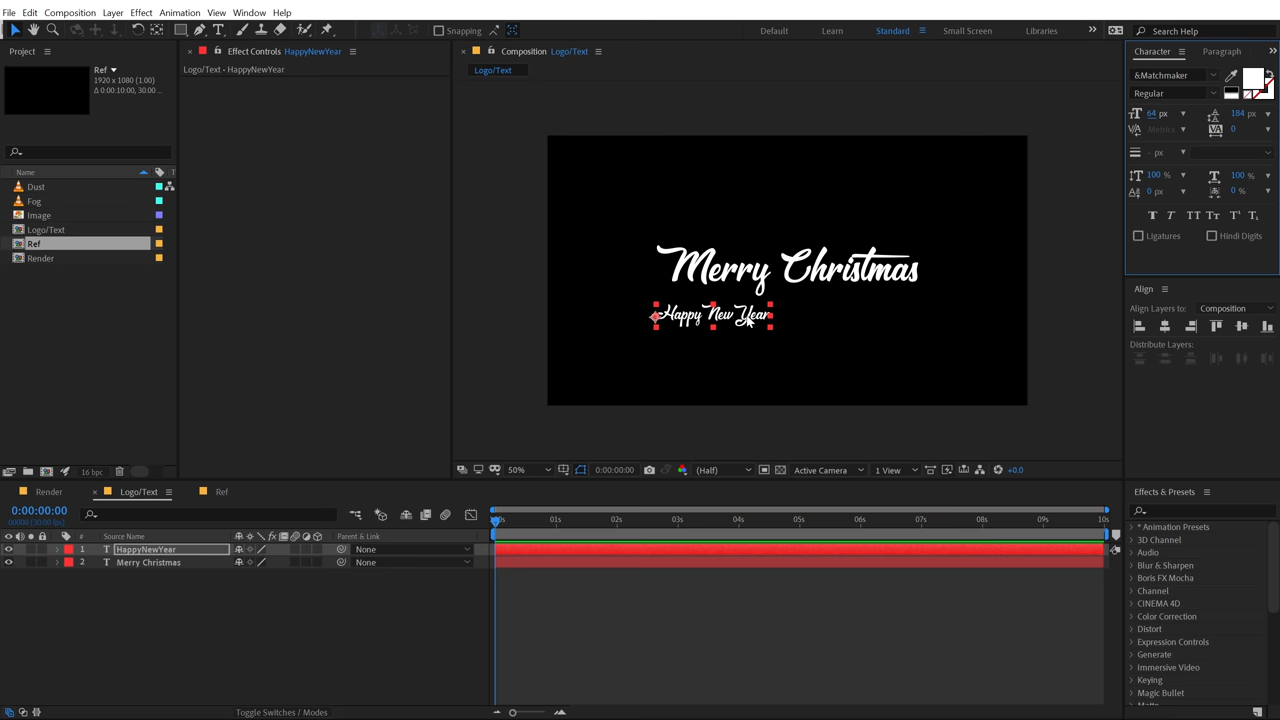 File Edit Composition Layer Effect Animation View Window Help
Snapping
Default Learn Standard Small Screen Libraries
Search Help
Project
Effect Controls HappyNewYear
Composition Logo/Text
Character Paragraph
Logo/Text • HappyNewYear
Logo/Text
Ref
1920 x 1080 (1.00)
Δ 0:00:10:00, 30.00 ...
&Matchmaker
Regular
64 px
184 px
Metrics
0
- px
100 %
100 %
0 px
0 %
Ligatures
Hindi Digits
Name
Dust
Fog
Image
Logo/Text
Ref
Render
Merry Christmas
Happy New Year
Align
Align Layers to: Composition
Distribute Layers:
16 bpc
50%
0:00:00:00
(Half)
Active Camera
1 View
+0.0
Render
Logo/Text
Ref
0:00:00:00
00000 (30.00 fps)
01s 02s 03s 04s 05s 06s 07s 08s 09s 10s
# Source Name
Parent & Link
1 T HappyNewYear None
2 T Merry Christmas None
Toggle Switches / Modes
Effects & Presets
* Animation Presets
3D Channel
Audio
Blur & Sharpen
Boris FX Mocha
Channel
CINEMA 4D
Color Correction
Distort
Expression Controls
Generate
Immersive Video
Keying
Magic Bullet